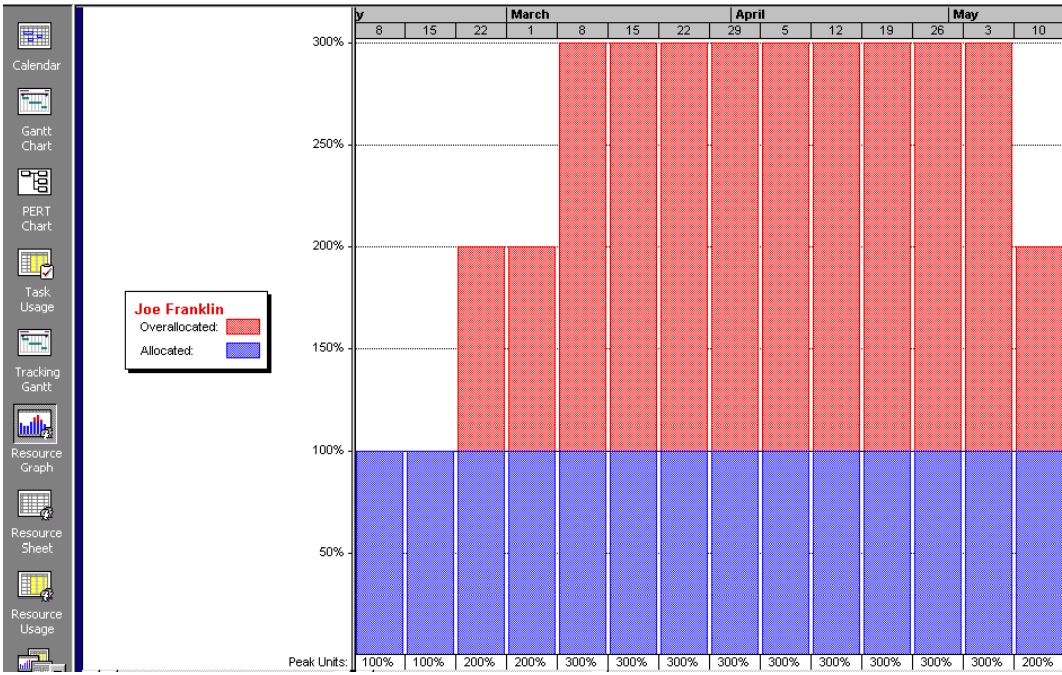 y March April May
8 15 22 1 8 15 22 29 5 12 19 26 3 10
Calendar
Gantt
Chart
PERT
Chart
Task
Usage
Tracking
Gantt
Resource
Graph
Resource
Sheet
Resource
Usage
300%
250%
200%
150%
100%
50%
Joe Franklin
Overallocated:
Allocated:
Peak Units: 100% 100% 200% 200% 300% 300% 300% 300% 300% 300% 300% 300% 300% 200%